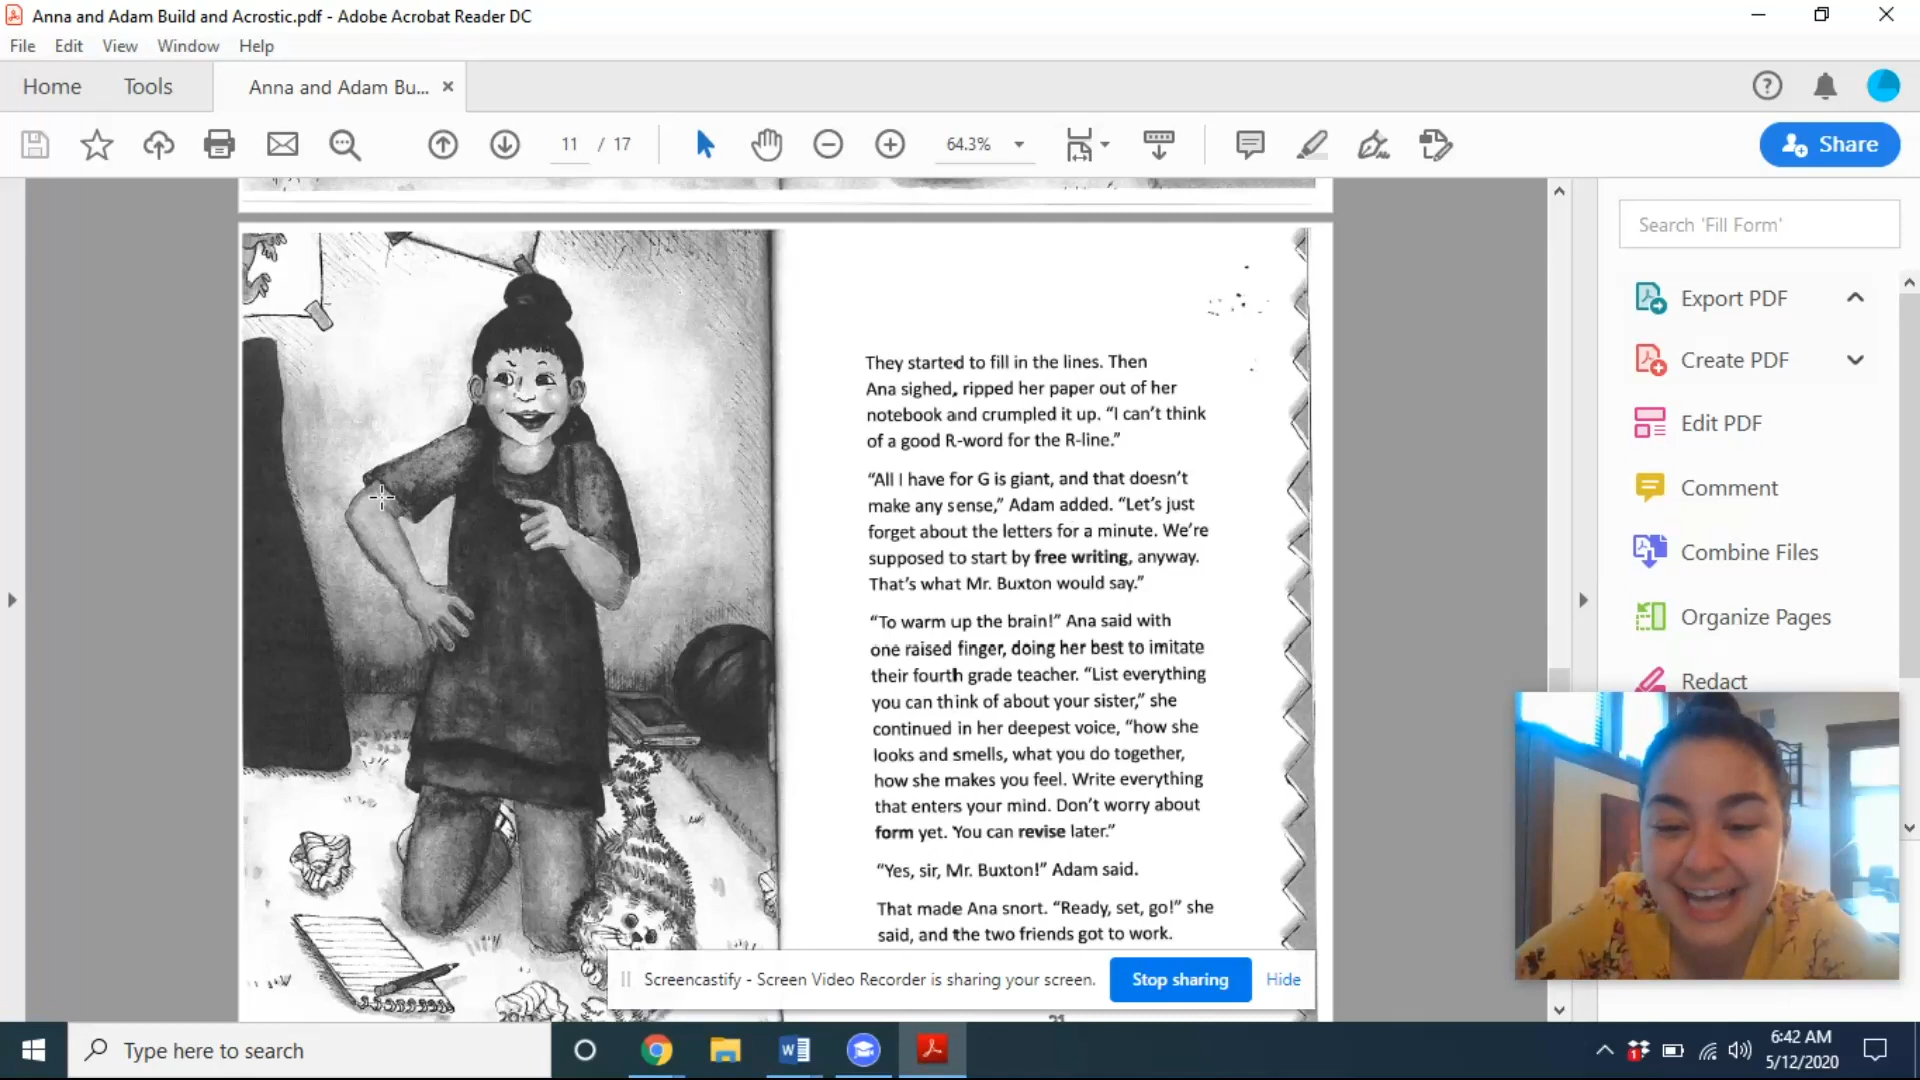 Anna and Adam Build and Acrostic.pdf - Adobe Acrobat Reader DC
File Edit View Window Help
Home Tools Anna and Adam Bu... ×
11 / 17 64.3% Share
Search 'Fill Form'
Export PDF
Create PDF
Edit PDF
Comment
Combine Files
Organize Pages
Redact
They started to fill in the lines. Then
Ana sighed, ripped her paper out of her
notebook and crumpled it up. “I can’t think
of a good R-word for the R-line.”
“All I have for G is giant, and that doesn’t
make any sense,” Adam added. “Let’s just
forget about the letters for a minute. We’re
supposed to start by free writing, anyway.
That’s what Mr. Buxton would say.”
“To warm up the brain!” Ana said with
one raised finger, doing her best to imitate
their fourth grade teacher. “List everything
you can think of about your sister,” she
continued in her deepest voice, “how she
looks and smells, what you do together,
how she makes you feel. Write everything
that enters your mind. Don’t worry about
form yet. You can revise later.”
“Yes, sir, Mr. Buxton!” Adam said.
That made Ana snort. “Ready, set, go!” she
said, and the two friends got to work.
Screencastify - Screen Video Recorder is sharing your screen. Stop sharing Hide
Type here to search
6:42 AM
5/12/2020